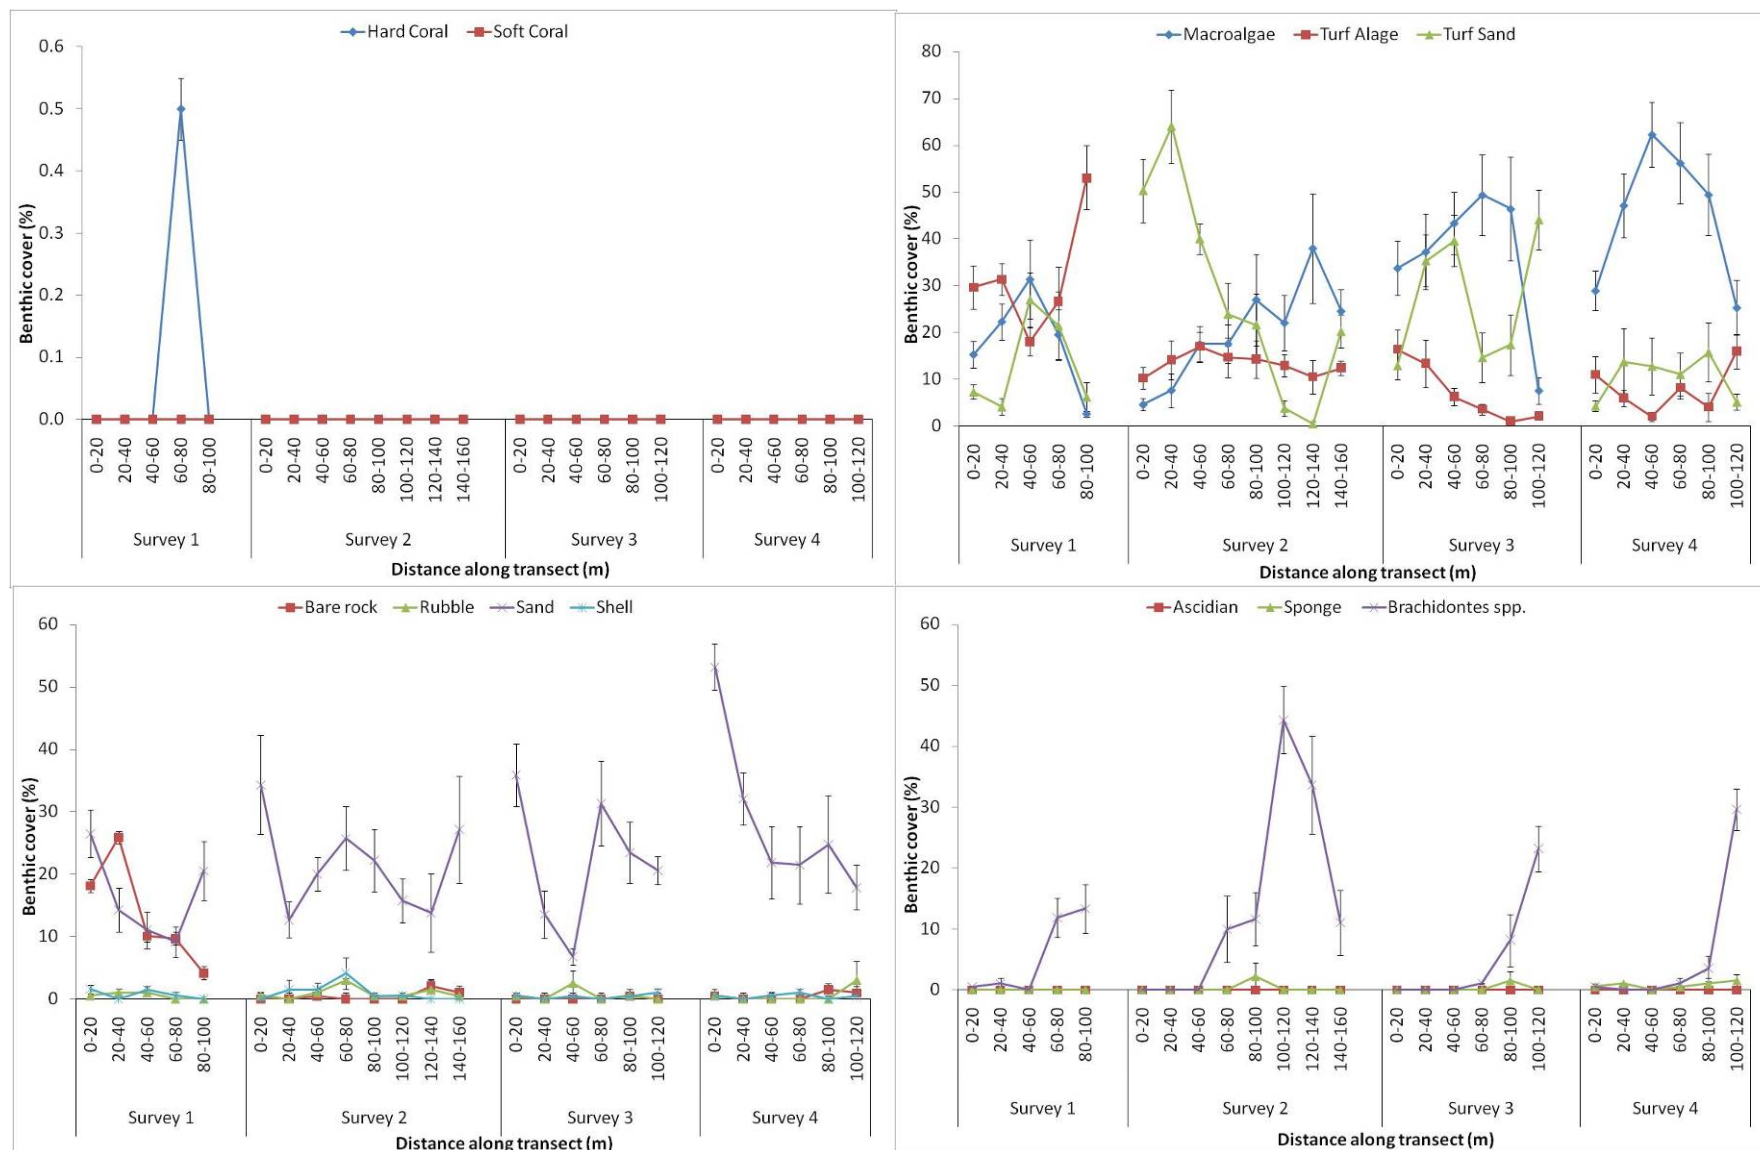 Hard Coral Soft Coral
0.6
0.5
0.4
0.3
0.2
0.1
0.0
Benthic cover (%)
0-20 20-40 40-60 60-80 80-100 0-20 20-40 40-60 60-80 80-100 100-120 120-140 140-160 0-20 20-40 40-60 60-80 80-100 100-120 0-20 20-40 40-60 60-80 80-100 100-120
Survey 1 Survey 2 Survey 3 Survey 4
Distance along transect (m)
Macroalgae Turf Alage Turf Sand
80
70
60
50
40
30
20
10
0
Benthic cover (%)
0-20 20-40 40-60 60-80 80-100 0-20 20-40 40-60 60-80 80-100 100-120 120-140 140-160 0-20 20-40 40-60 60-80 80-100 100-120 0-20 20-40 40-60 60-80 80-100 100-120
Survey 1 Survey 2 Survey 3 Survey 4
Distance along transect (m)
Bare rock Rubble Sand Shell
60
50
40
30
20
10
0
Benthic cover (%)
0-20 20-40 40-60 60-80 80-100 0-20 20-40 40-60 60-80 80-100 100-120 120-140 140-160 0-20 20-40 40-60 60-80 80-100 100-120 0-20 20-40 40-60 60-80 80-100 100-120
Survey 1 Survey 2 Survey 3 Survey 4
Distance along transect (m)
Ascidian Sponge Brachidontes spp.
60
50
40
30
20
10
0
Benthic cover (%)
0-20 20-40 40-60 60-80 80-100 0-20 20-40 40-60 60-80 80-100 100-120 120-140 140-160 0-20 20-40 40-60 60-80 80-100 100-120 0-20 20-40 40-60 60-80 80-100 100-120
Survey 1 Survey 2 Survey 3 Survey 4
Distance along transect (m)